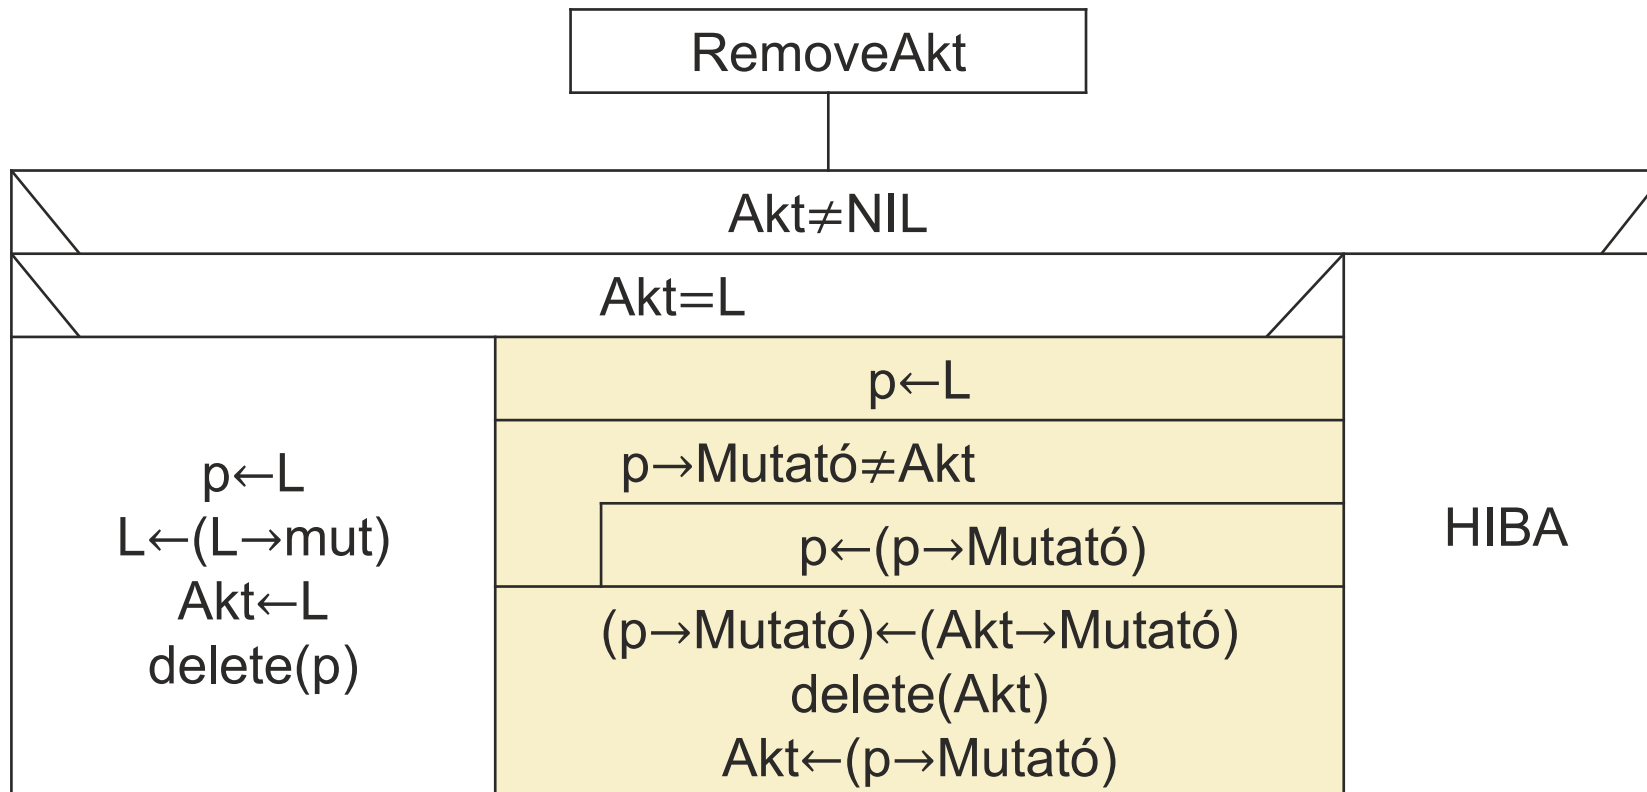 RemoveAkt
Akt≠NIL
Akt=L
p←L
L←(L→mut)
Akt←L
delete(p)
p←L
p→Mutató≠Akt
p←(p→Mutató)
(p→Mutató)←(Akt→Mutató)
delete(Akt)
Akt←(p→Mutató)
HIBA